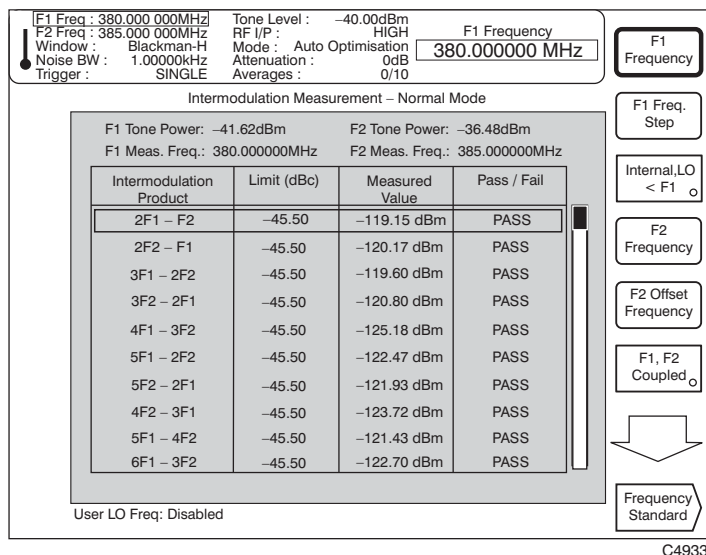 F1 Freq : 380.000 000MHz Tone Level : −40.00dBm
F2 Freq : 385.000 000MHz RF I/P : HIGH
Window : Blackman-H Mode : Auto Optimisation
Noise BW : 1.00000kHz Attenuation : 0dB
Trigger : SINGLE Averages : 0/10
F1 Frequency
380.000000 MHz
Intermodulation Measurement – Normal Mode
F1 Tone Power: −41.62dBm F2 Tone Power: −36.48dBm
F1 Meas. Freq.: 380.000000MHz F2 Meas. Freq.: 385.000000MHz
Intermodulation Product Limit (dBc) Measured Value Pass / Fail
2F1 − F2 −45.50 −119.15 dBm PASS
2F2 − F1 −45.50 −120.17 dBm PASS
3F1 − 2F2 −45.50 −119.60 dBm PASS
3F2 − 2F1 −45.50 −120.80 dBm PASS
4F1 − 3F2 −45.50 −125.18 dBm PASS
5F1 − 2F2 −45.50 −122.47 dBm PASS
5F2 − 2F1 −45.50 −121.93 dBm PASS
4F2 − 3F1 −45.50 −123.72 dBm PASS
5F1 − 4F2 −45.50 −121.43 dBm PASS
6F1 − 3F2 −45.50 −122.70 dBm PASS
User LO Freq: Disabled
F1
Frequency
F1 Freq.
Step
Internal,LO
< F1
F2
Frequency
F2 Offset
Frequency
F1, F2
Coupled
Frequency
Standard
C4933